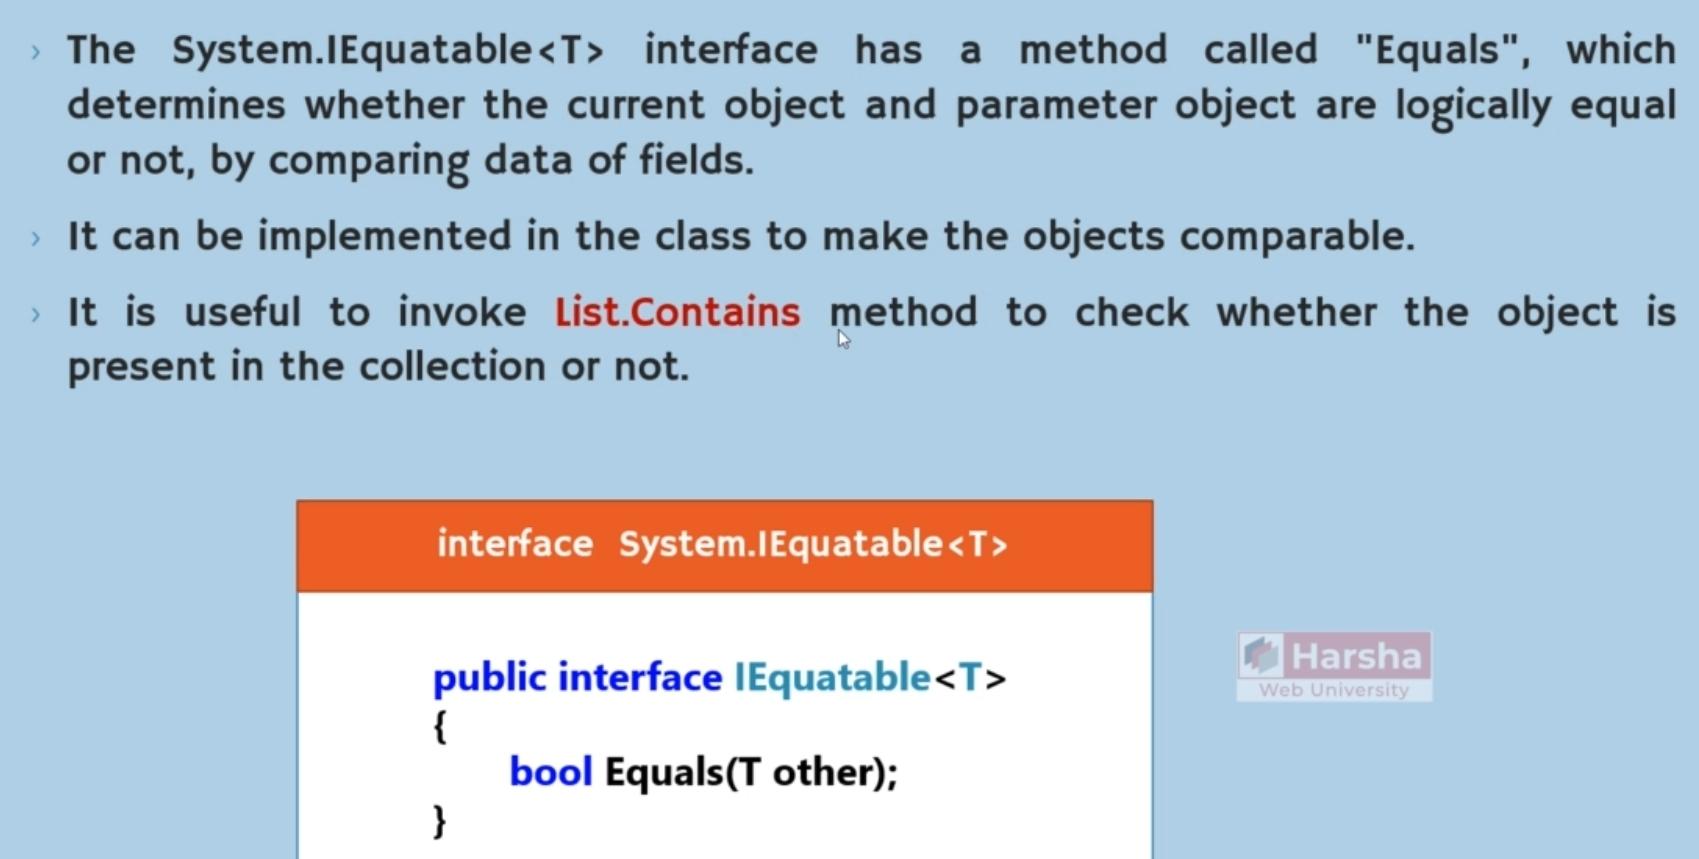 The System.IEquatable<T> interface has a method called "Equals", which
determines whether the current object and parameter object are logically equal
or not, by comparing data of fields.
It can be implemented in the class to make the objects comparable.
It is useful to invoke List.Contains method to check whether the object is
present in the collection or not.
interface System.IEquatable<T>
public interface IEquatable<T>
{
bool Equals(T other);
}
Harsha
Web University